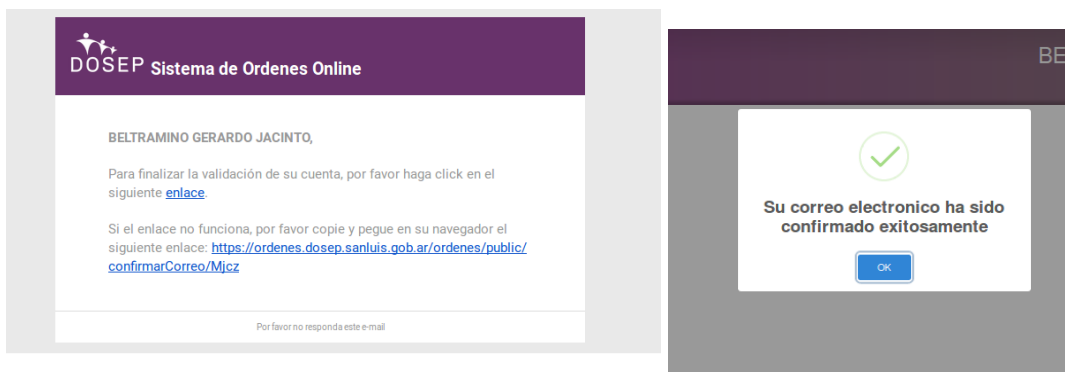 DOSEP Sistema de Ordenes Online
BELTRAMINO GERARDO JACINTO,
Para finalizar la validación de su cuenta, por favor haga click en el
siguiente enlace.
Si el enlace no funciona, por favor copie y pegue en su navegador el
siguiente enlace: https://ordenes.dosep.sanluis.gob.ar/ordenes/public/
confirmarCorreo/Mjcz
Por favor no responda este e-mail
BE
Su correo electronico ha sido
confirmado exitosamente
OK